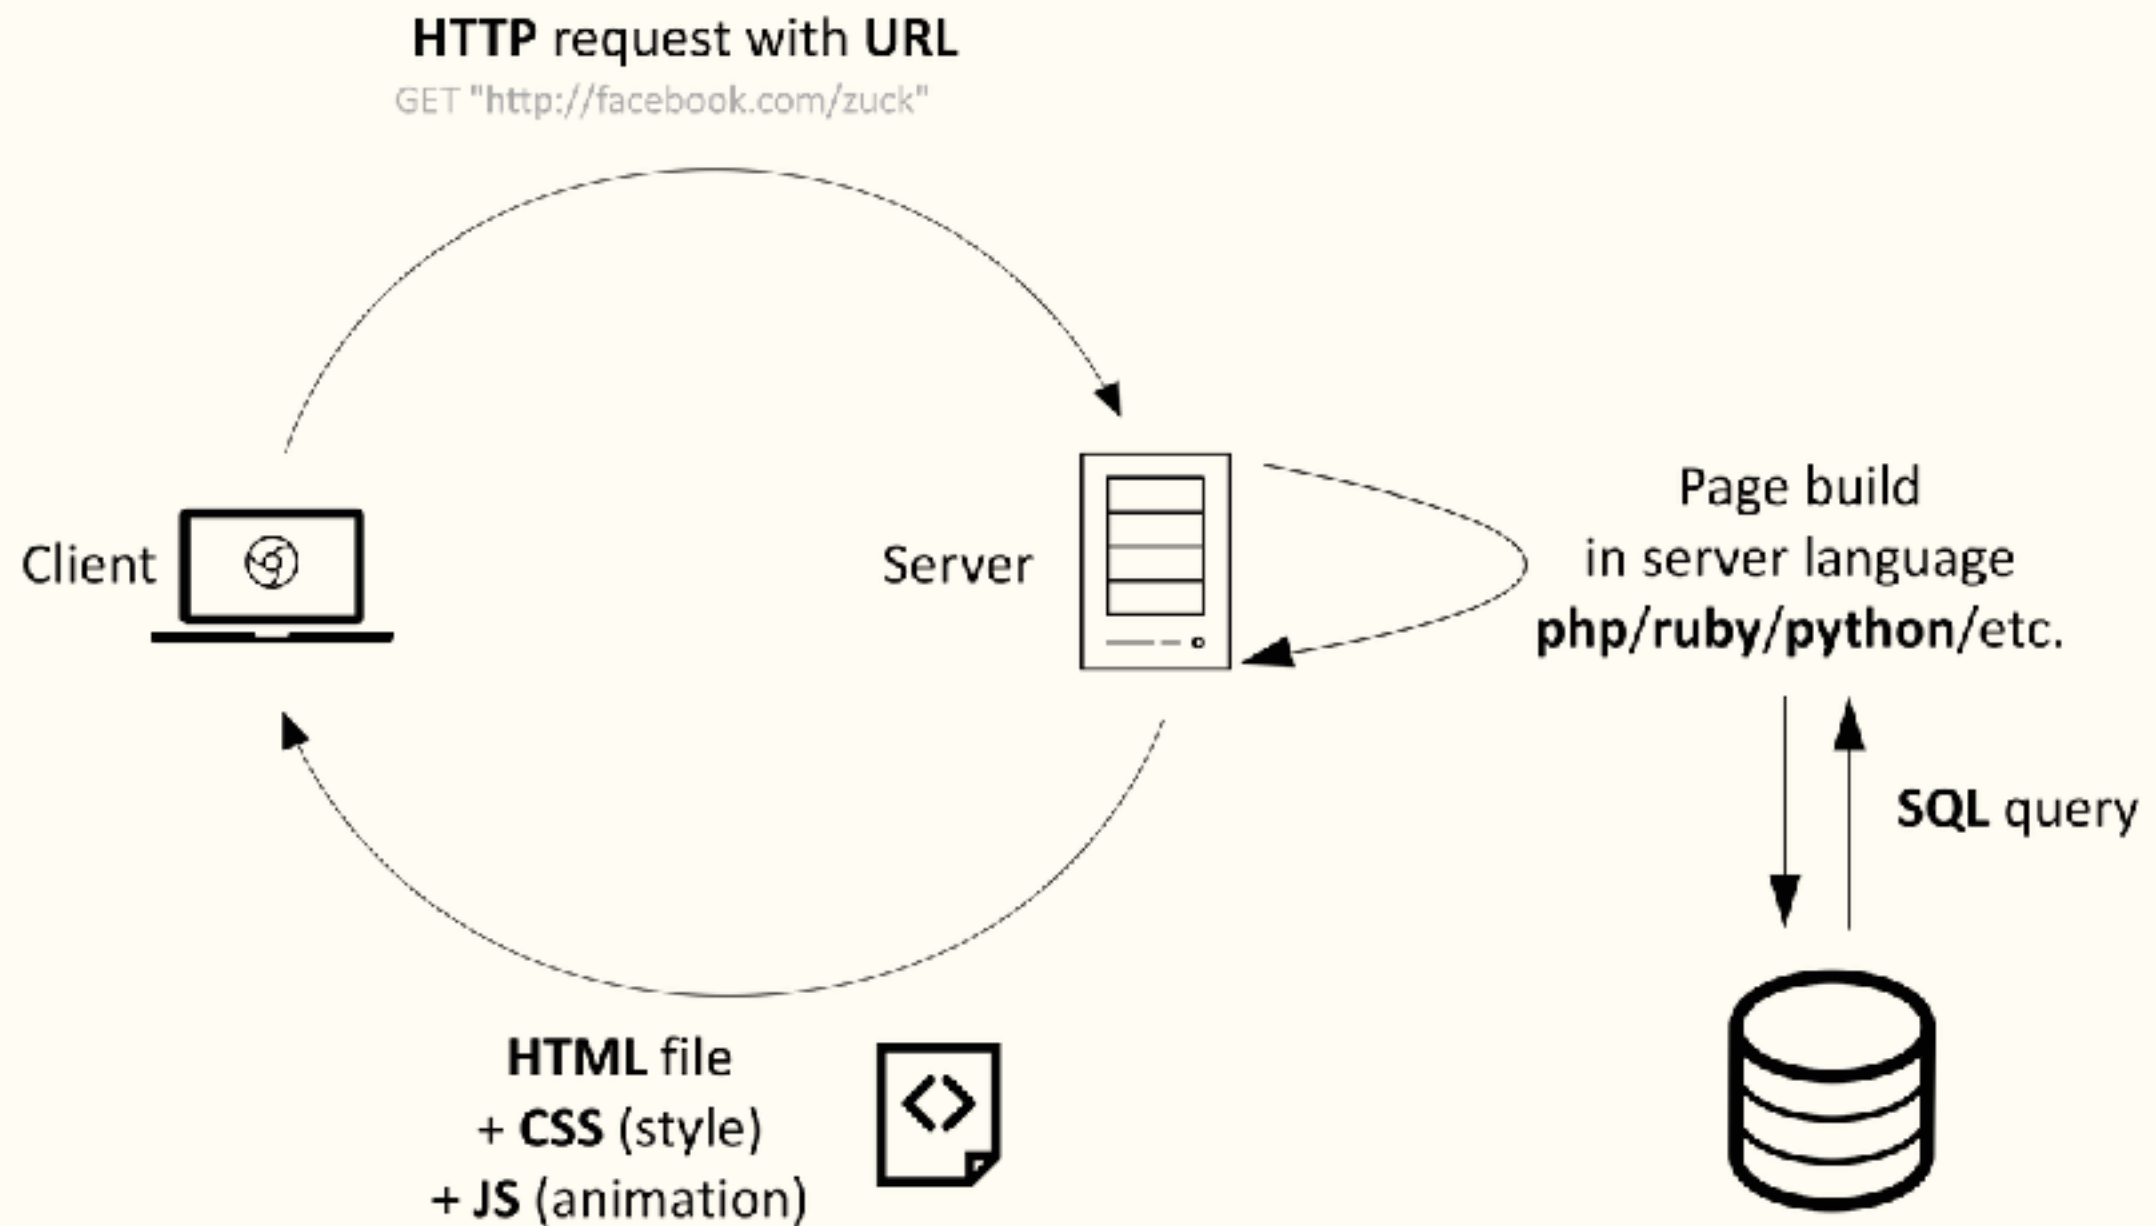 HTTP request with URL
GET "http://facebook.com/zuck"
Client
Server
Page build
in server language
php/ruby/python/etc.
SQL query
HTML file
+ CSS (style)
+ JS (animation)